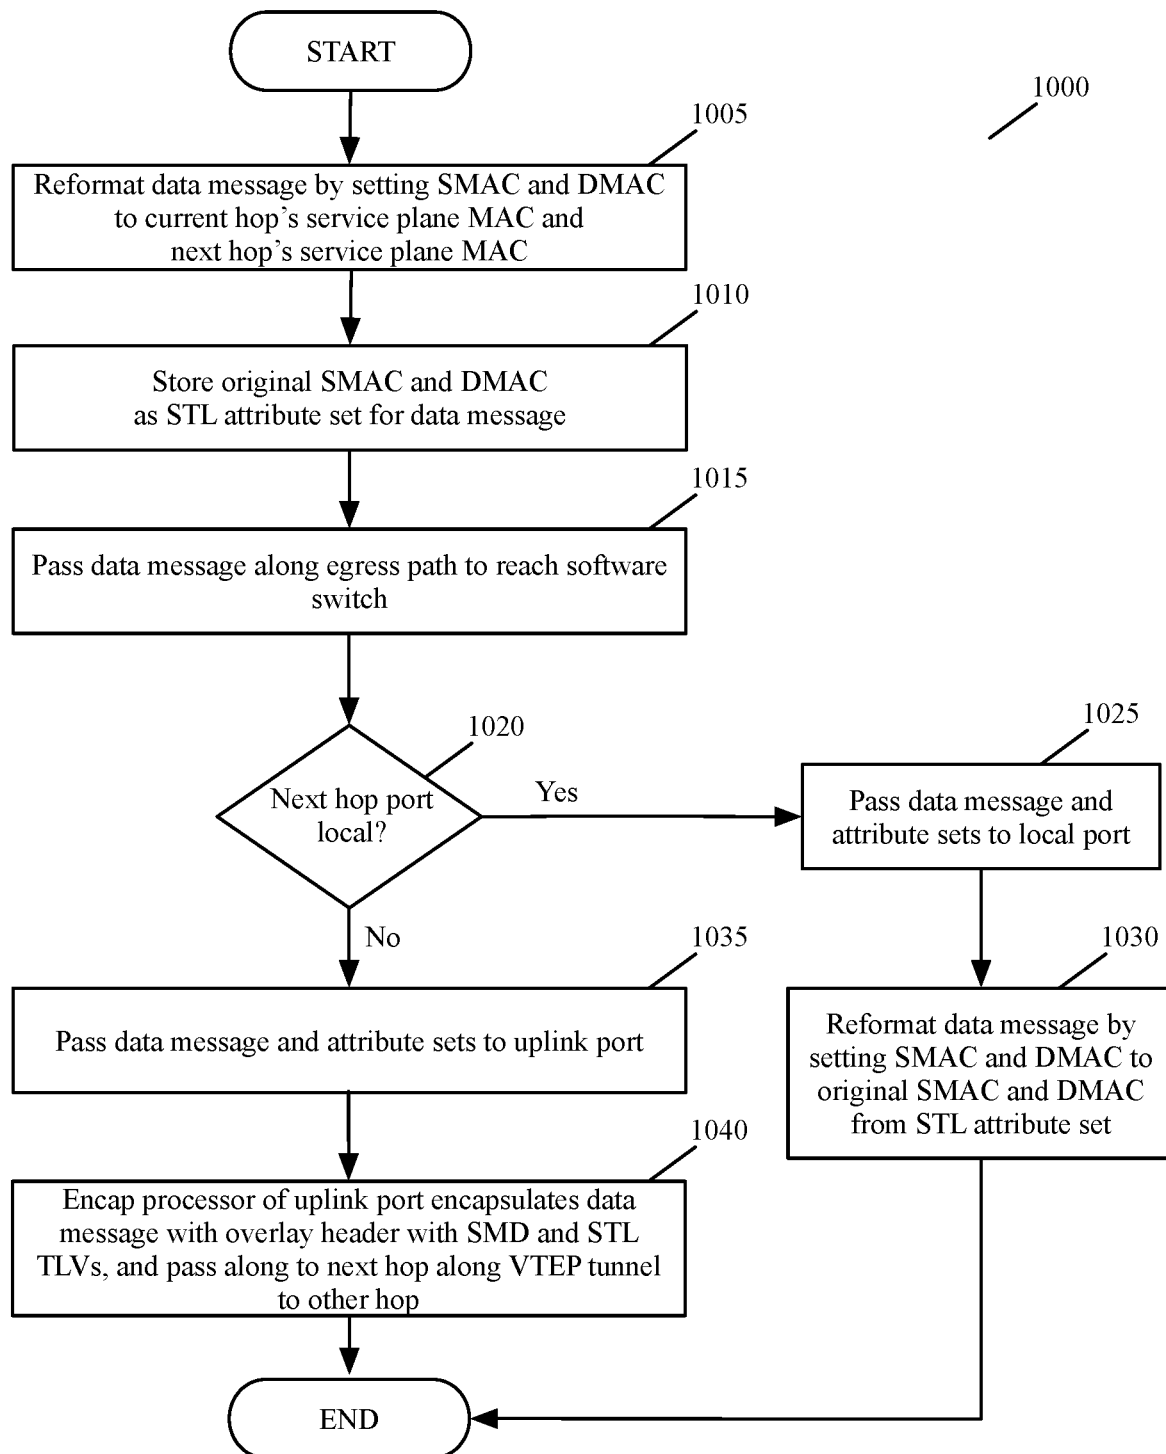 START
1000
1005
Reformat data message by setting SMAC and DMAC
to current hop’s service plane MAC and
next hop’s service plane MAC
1010
Store original SMAC and DMAC
as STL attribute set for data message
1015
Pass data message along egress path to reach software
switch
1020
Next hop port
local?
Yes
1025
Pass data message and
attribute sets to local port
No
1030
Reformat data message by
setting SMAC and DMAC to
original SMAC and DMAC
from STL attribute set
1035
Pass data message and attribute sets to uplink port
1040
Encap processor of uplink port encapsulates data
message with overlay header with SMD and STL
TLVs, and pass along to next hop along VTEP tunnel
to other hop
END